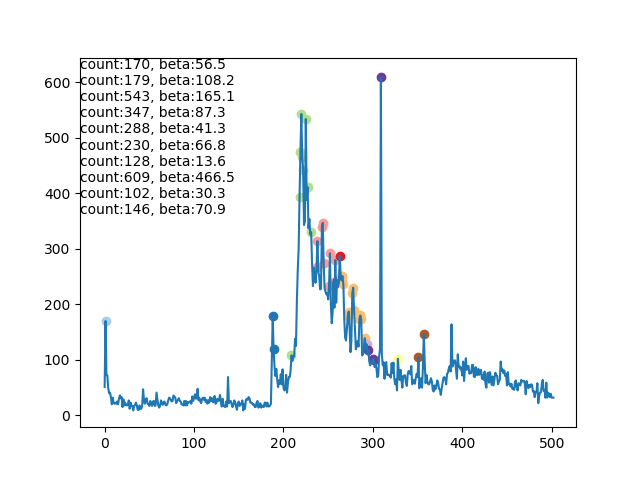 count:170, beta:56.5
count:179, beta:108.2
count:543, beta:165.1
count:347, beta:87.3
count:288, beta:41.3
count:230, beta:66.8
count:128, beta:13.6
count:609, beta:466.5
count:102, beta:30.3
count:146, beta:70.9
600
500
400
300
200
100
0
0 100 200 300 400 500